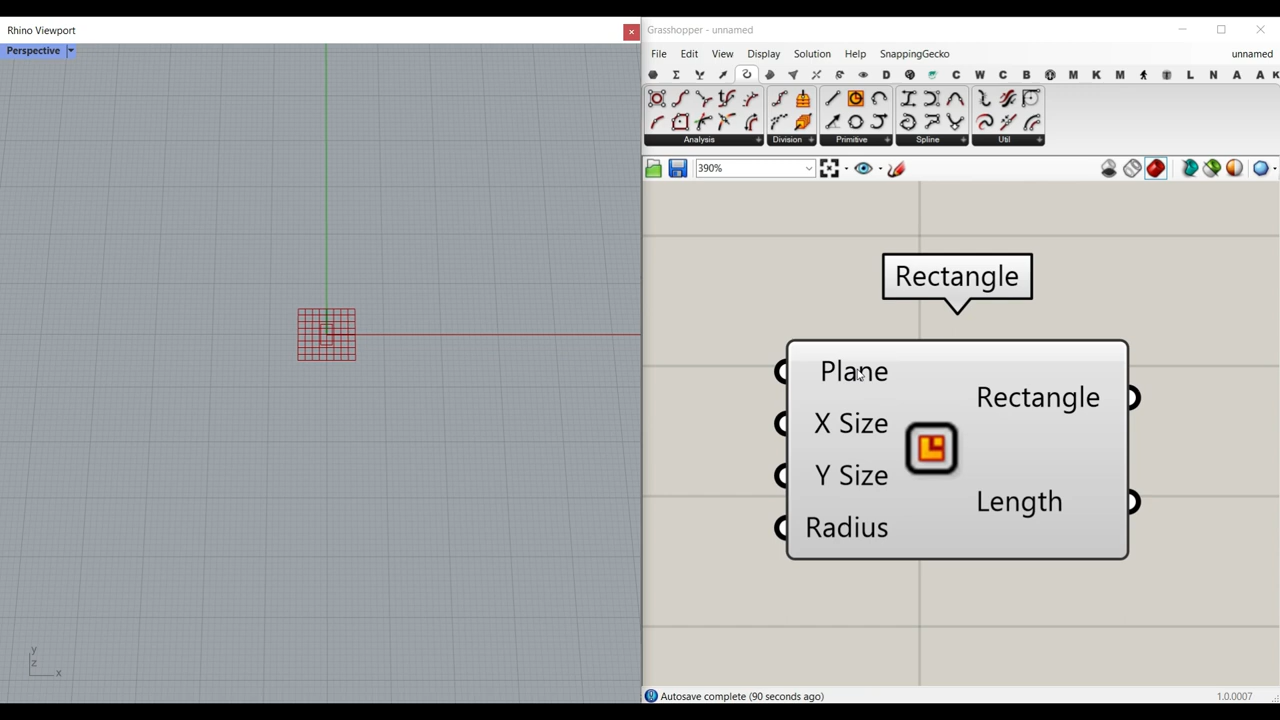 Rhino Viewport
Perspective
y
z
x
Grasshopper - unnamed
File Edit View Display Solution Help SnappingGecko unnamed
D C W C B M K M L N A A K
Analysis Division Primitive Spline Util
390%
Rectangle
Plane
X Size
Y Size
Radius
Rectangle
Length
Autosave complete (90 seconds ago) 1.0.0007